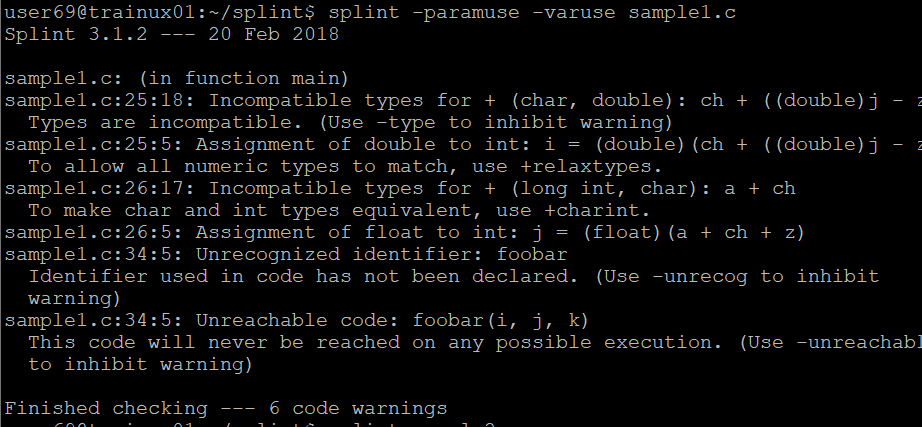 user69@trainux01:~/splint$ splint -paramuse -varuse sample1.c
Splint 3.1.2 --- 20 Feb 2018
sample1.c: (in function main)
sample1.c:25:18: Incompatible types for + (char, double): ch + ((double)j - z
Types are incompatible. (Use -type to inhibit warning)
sample1.c:25:5: Assignment of double to int: i = (double)(ch + ((double)j - z
To allow all numeric types to match, use +relaxtypes.
sample1.c:26:17: Incompatible types for + (long int, char): a + ch
To make char and int types equivalent, use +charint.
sample1.c:26:5: Assignment of float to int: j = (float)(a + ch + z)
sample1.c:34:5: Unrecognized identifier: foobar
Identifier used in code has not been declared. (Use -unrecog to inhibit
warning)
sample1.c:34:5: Unreachable code: foobar(i, j, k)
This code will never be reached on any possible execution. (Use -unreachabl
to inhibit warning)
Finished checking --- 6 code warnings